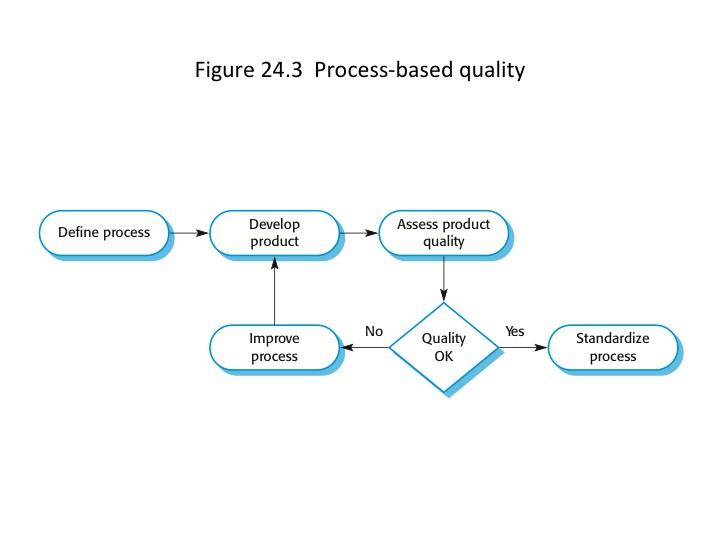 Figure 24.3  Process-based quality
Define process
Develop
product
Assess product
quality
Improve
process
No
Quality
OK
Yes
Standardize
process